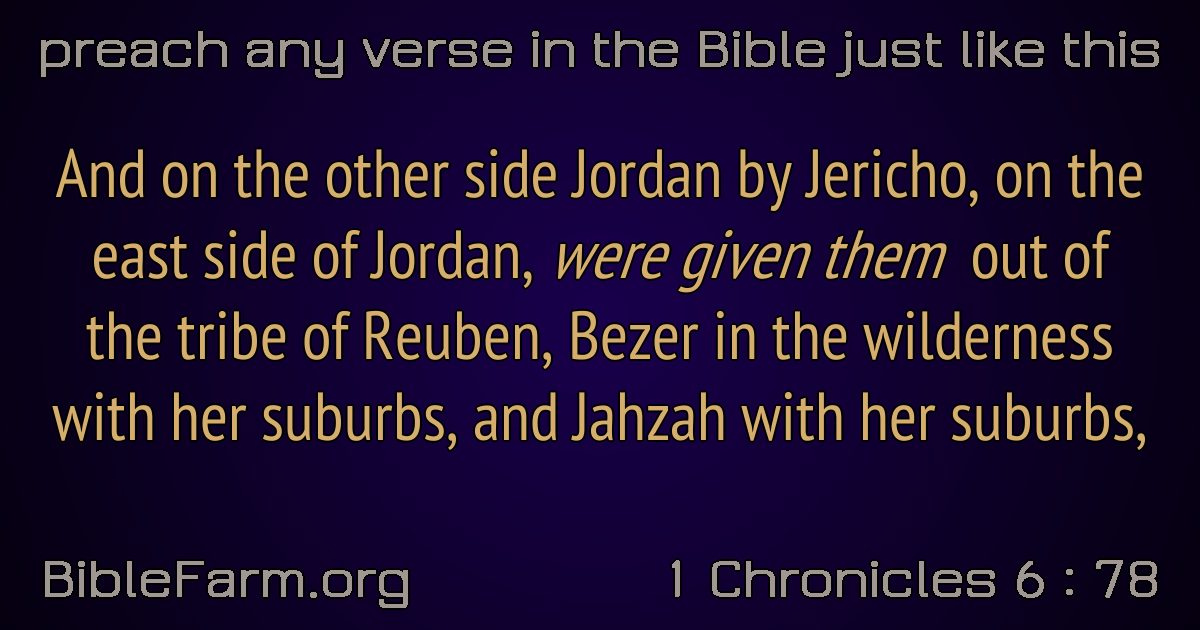 preach any verse in the Bible just like this
And on the other side Jordan by Jericho, on the
east side of Jordan, were given them out of
the tribe of Reuben, Bezer in the wilderness
with her suburbs, and Jahzah with her suburbs,
BibleFarm.org
1 Chronicles 6 : 78